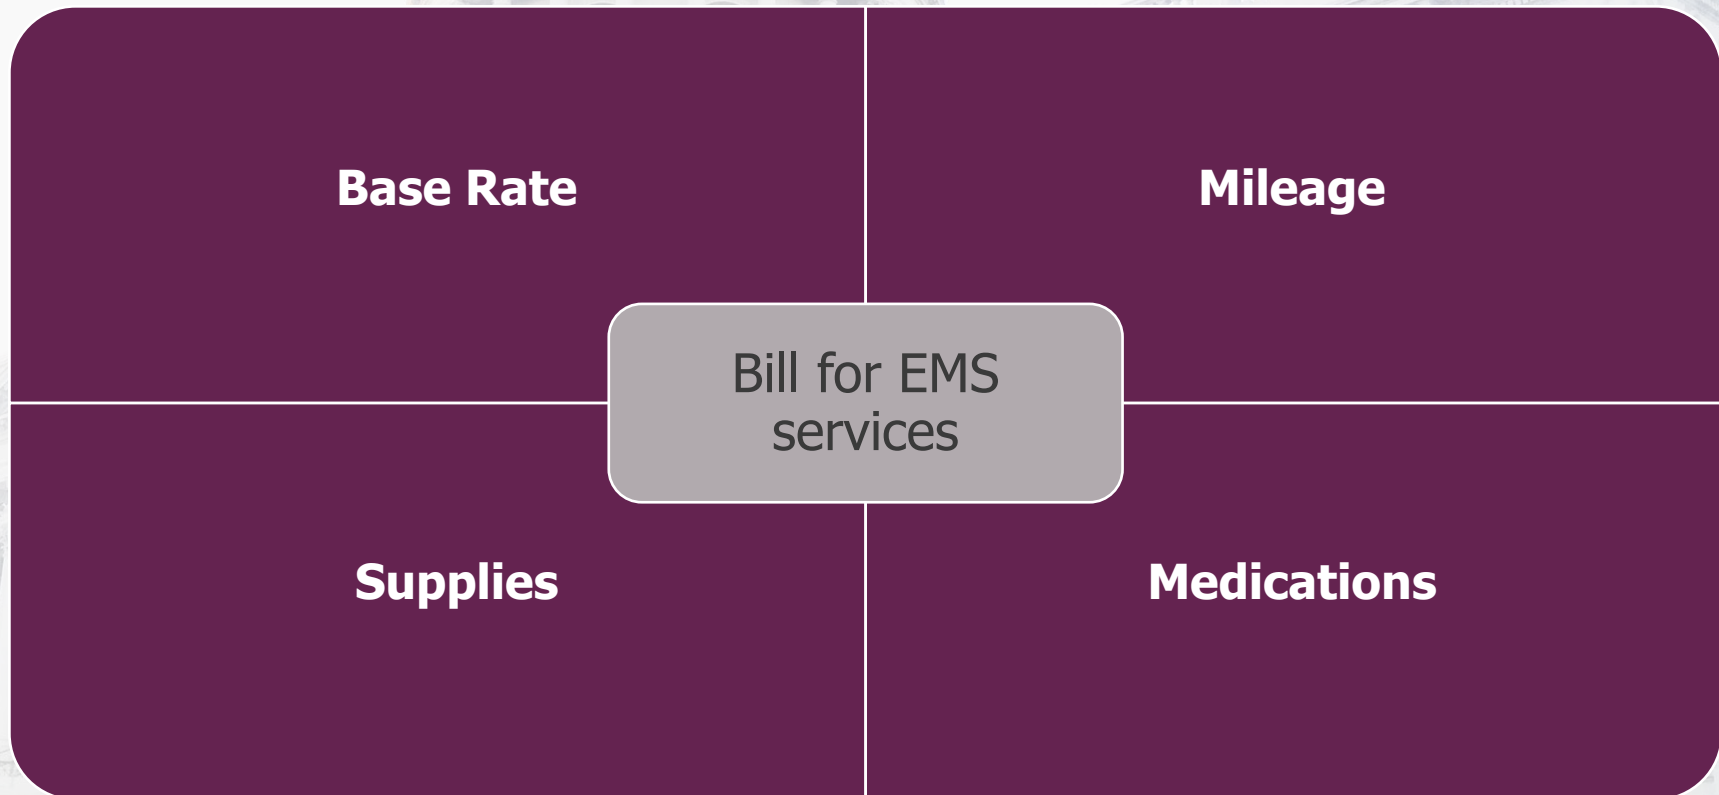 Base Rate
Mileage
Bill for EMS
services
Supplies
Medications